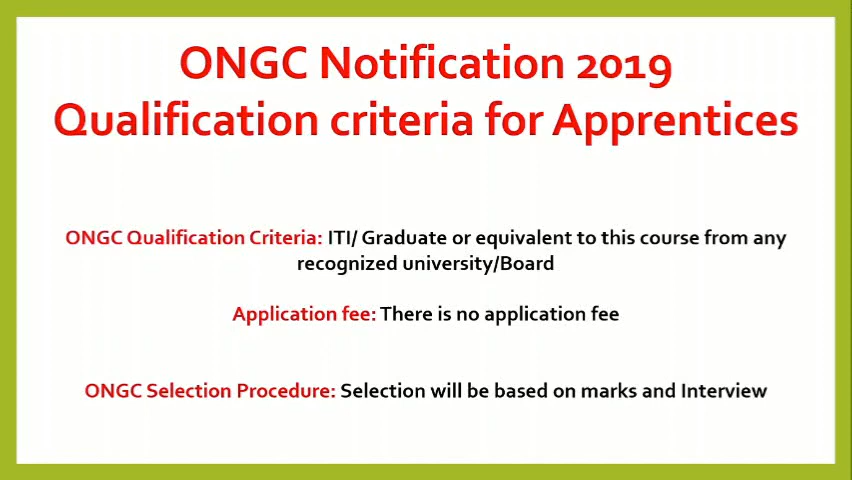 ONGC Notification 2019
Qualification criteria for Apprentices
ONGC Qualification Criteria: ITI/ Graduate or equivalent to this course from any
recognized university/Board
Application fee: There is no application fee
ONGC Selection Procedure: Selection will be based on marks and Interview